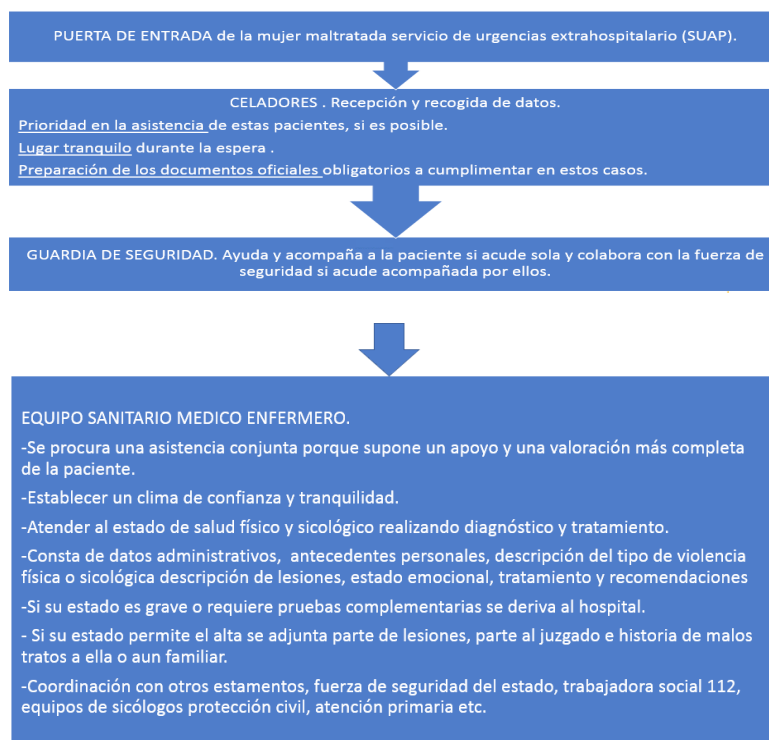 PUERTA DE ENTRADA de la mujer maltratada servicio de urgencias extrahospitalario (SUAP).
CELADORES . Recepción y recogida de datos.
Prioridad en la asistencia de estas pacientes, si es posible.
Lugar tranquilo durante la espera .
Preparación de los documentos oficiales obligatorios a cumplimentar en estos casos.
GUARDIA DE SEGURIDAD. Ayuda y acompaña a la paciente si acude sola y colabora con la fuerza de
seguridad si acude acompañada por ellos.
EQUIPO SANITARIO MEDICO ENFERMERO.
-Se procura una asistencia conjunta porque supone un apoyo y una valoración más completa
de la paciente.
-Establecer un clima de confianza y tranquilidad.
-Atender al estado de salud físico y sicológico realizando diagnóstico y tratamiento.
-Consta de datos administrativos, antecedentes personales, descripción del tipo de violencia
física o sicológica descripción de lesiones, estado emocional, tratamiento y recomendaciones
-Si su estado es grave o requiere pruebas complementarias se deriva al hospital.
- Si su estado permite el alta se adjunta parte de lesiones, parte al juzgado e historia de malos
tratos a ella o aun familiar.
-Coordinación con otros estamentos, fuerza de seguridad del estado, trabajadora social 112,
equipos de sicólogos protección civil, atención primaria etc.